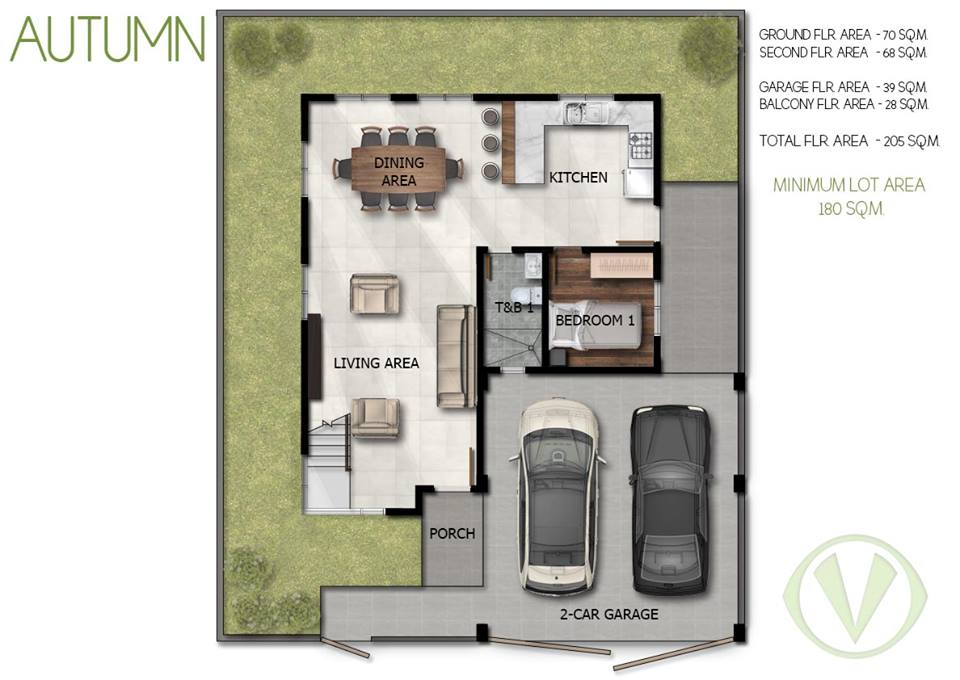 AUTUMN
GROUND FLR. AREA - 70 SQ.M.
SECOND FLR. AREA - 68 SQ.M.
GARAGE FLR. AREA - 39 SQ.M.
BALCONY FLR. AREA - 28 SQ.M.
TOTAL FLR. AREA - 205 SQ.M.
MINIMUM LOT AREA
180 SQ.M.
DINING
AREA
KITCHEN
T&B 1
BEDROOM 1
LIVING AREA
PORCH
2-CAR GARAGE